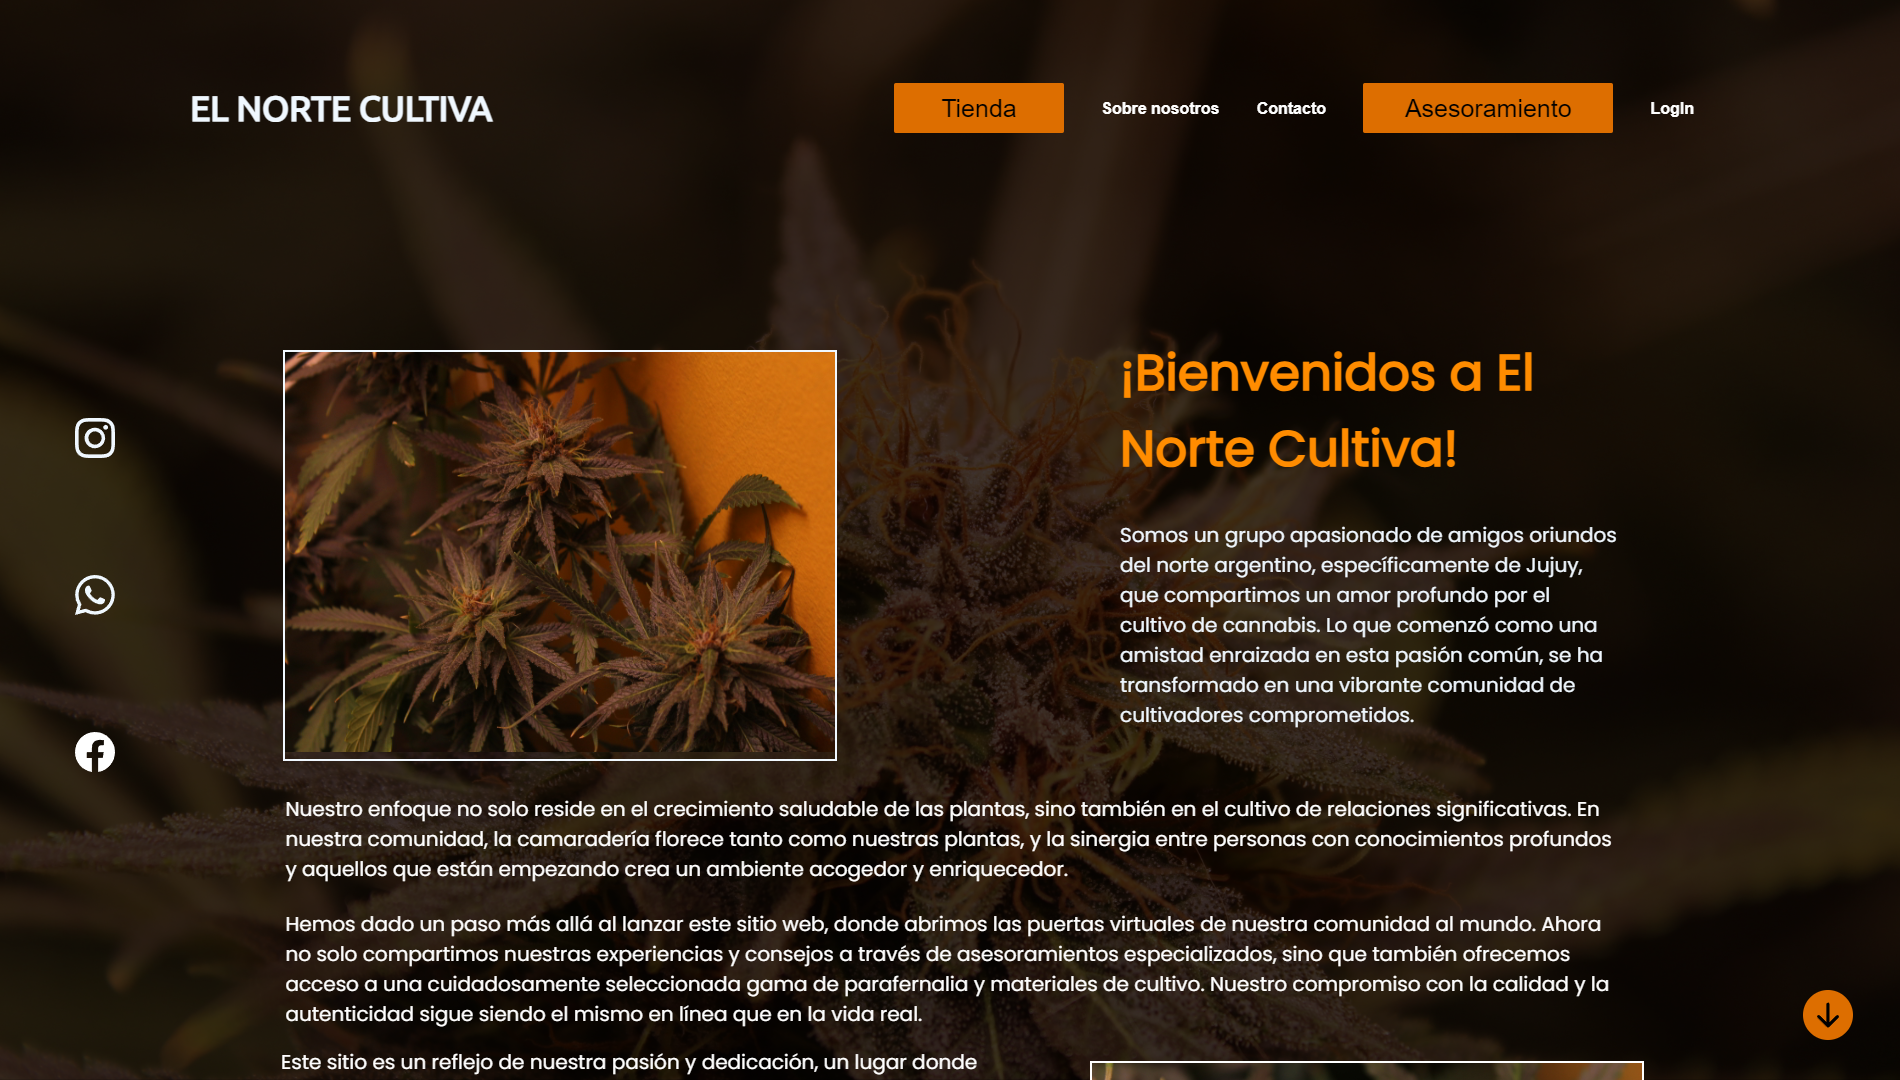 EL NORTE CULTIVA
Tienda
Sobre nosotros
Contacto
Asesoramiento
Login
¡Bienvenidos a El
Norte Cultiva!
Somos un grupo apasionado de amigos oriundos
del norte argentino, específicamente de Jujuy,
que compartimos un amor profundo por el
cultivo de cannabis. Lo que comenzó como una
amistad enraizada en esta pasión común, se ha
transformado en una vibrante comunidad de
cultivadores comprometidos.
Nuestro enfoque no solo reside en el crecimiento saludable de las plantas, sino también en el cultivo de relaciones significativas. En
nuestra comunidad, la camaradería florece tanto como nuestras plantas, y la sinergia entre personas con conocimientos profundos
y aquellos que están empezando crea un ambiente acogedor y enriquecedor.
Hemos dado un paso más allá al lanzar este sitio web, donde abrimos las puertas virtuales de nuestra comunidad al mundo. Ahora
no solo compartimos nuestras experiencias y consejos a través de asesoramientos especializados, sino que también ofrecemos
acceso a una cuidadosamente seleccionada gama de parafernalia y materiales de cultivo. Nuestro compromiso con la calidad y la
autenticidad sigue siendo el mismo en línea que en la vida real.
Este sitio es un reflejo de nuestra pasión y dedicación, un lugar donde